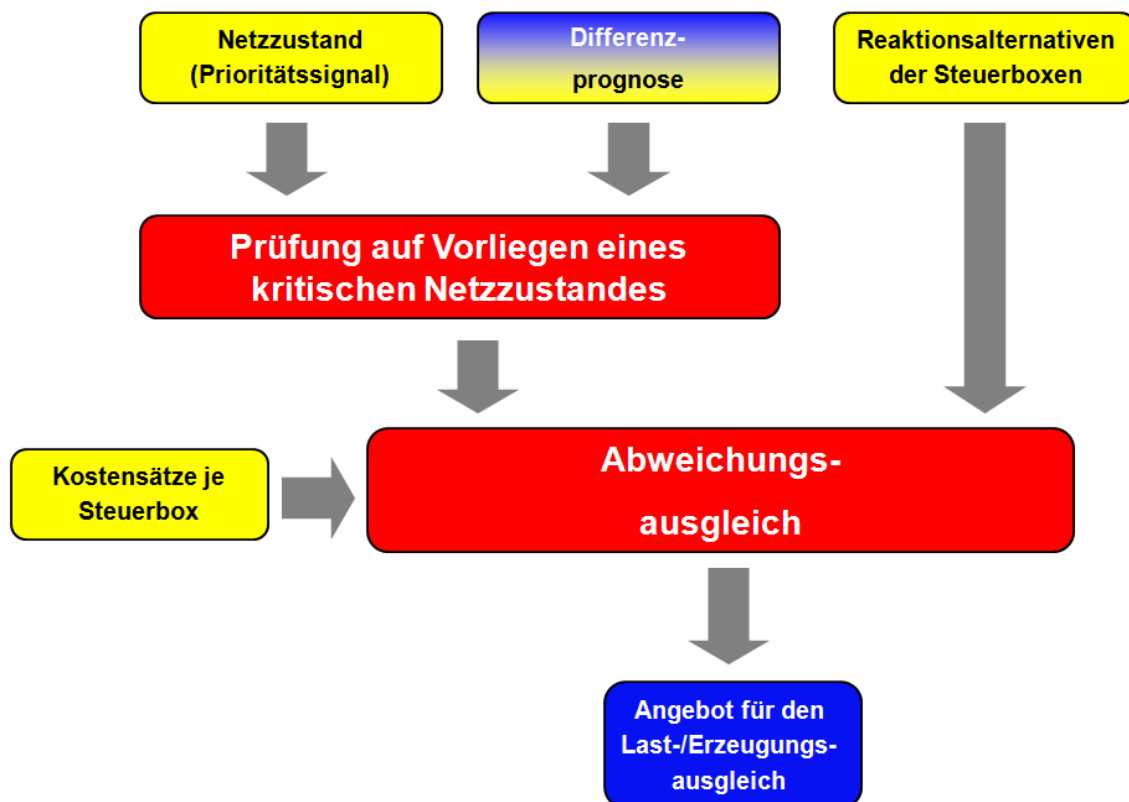 Netzzustand
(Prioritätssignal)
Differenz-
prognose
Reaktionsalternativen
der Steuerboxen
Prüfung auf Vorliegen eines
kritischen Netzzustandes
Kostensätze je
Steuerbox
Abweichungs-
ausgleich
Angebot für den
Last-/Erzeugungs-
ausgleich